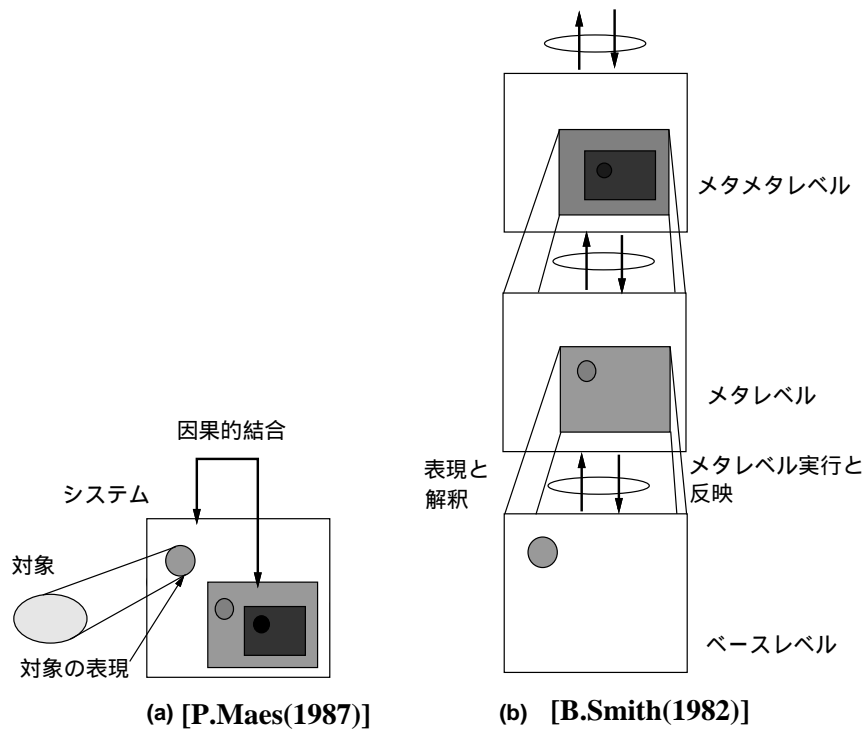 メタメタレベル
メタレベル
因果的結合
表現と
解釈
メタレベル実行と
反映
システム
対象
対象の表現
ベースレベル
(a) [P.Maes(1987)]
(b) [B.Smith(1982)]